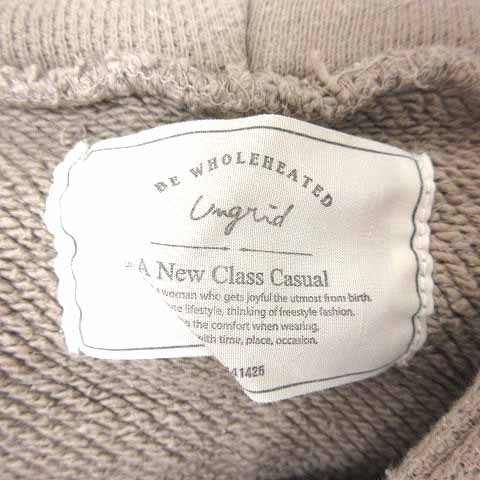 BE WHOLEHEATED
Ungrid
"A New Class Casual
woman who gets joyful the utmost from birth.
lifestyle, thinking of freestyle fashion.
the comfort when wearing.
with time, place, occasion.
41426